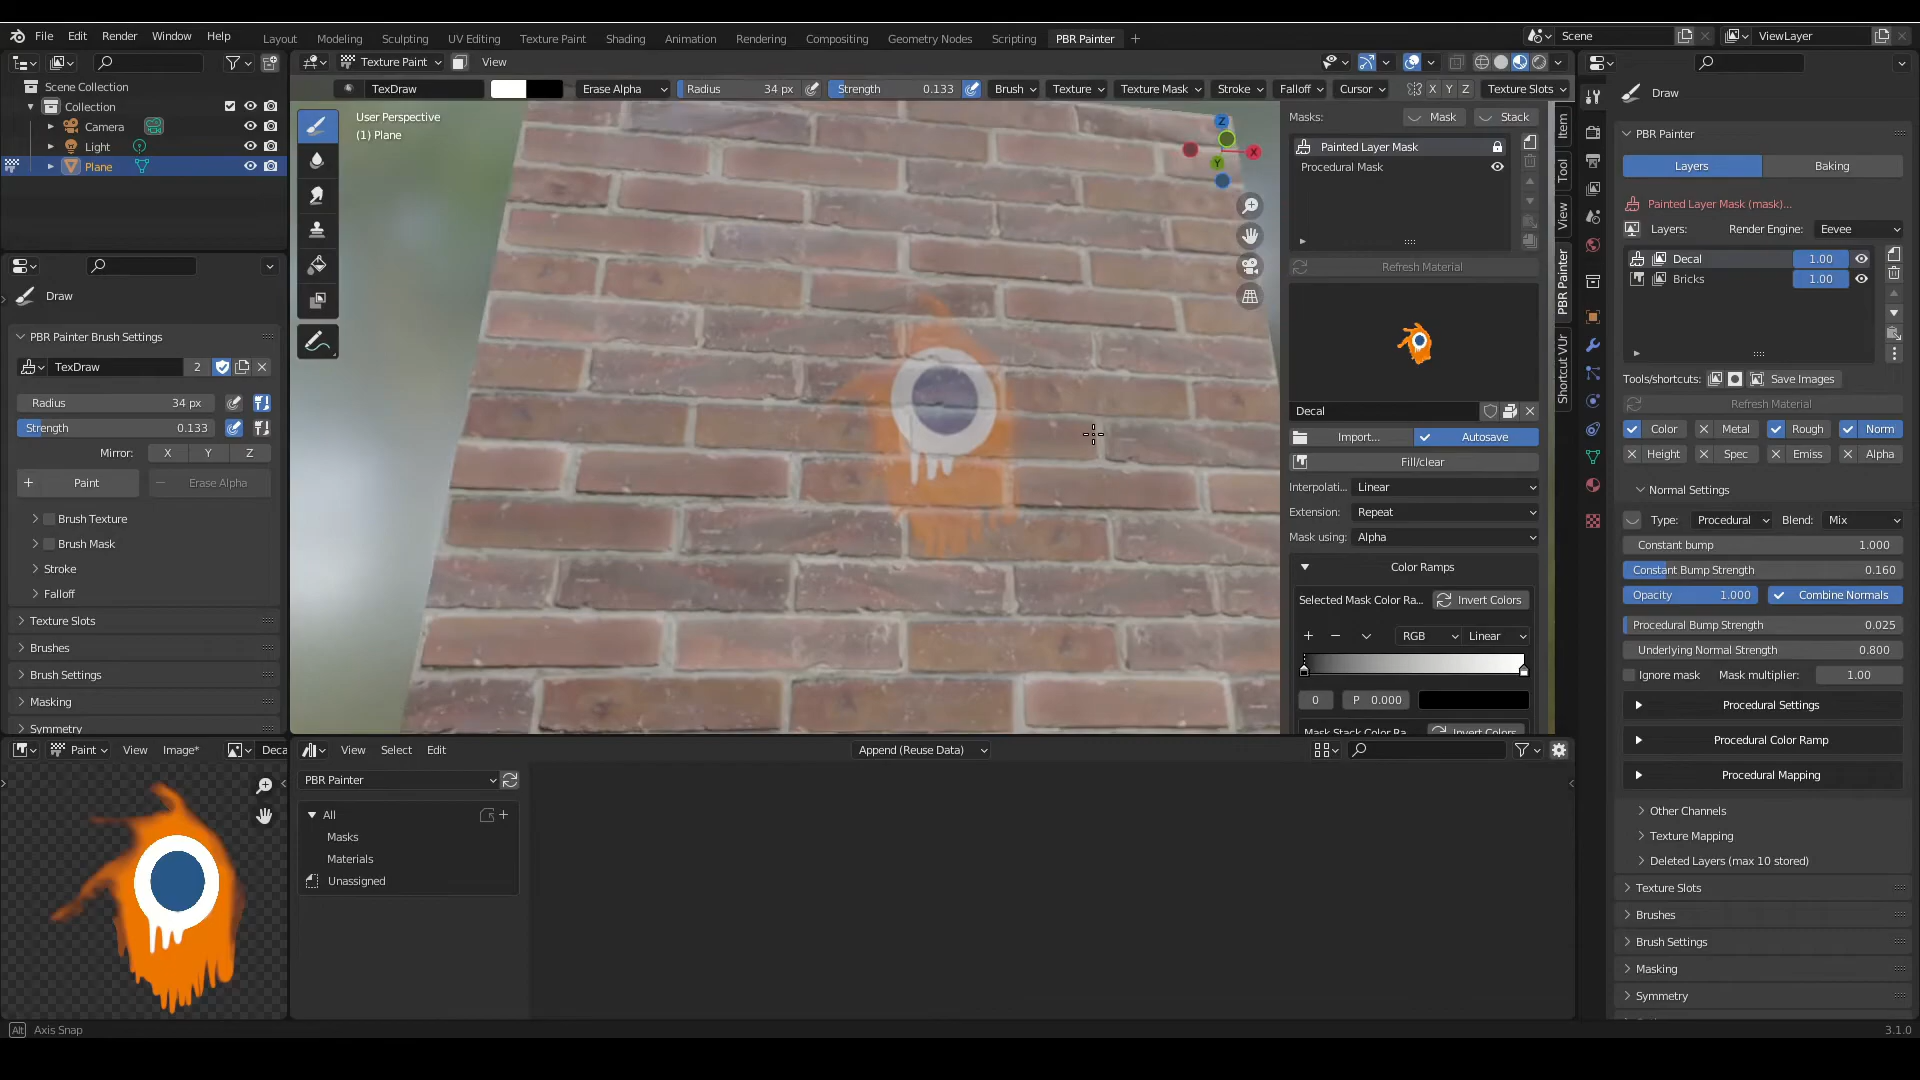 File Edit Render Window Help Layout Modeling Sculpting UV Editing Texture Paint Shading Animation Rendering Compositing Geometry Nodes Scripting PBR Painter Scene ViewLayer
Scene Collection
Collection
Camera
Light
Plane
Texture Paint View
TexDraw Erase Alpha Radius 34 px Strength 0.133 Brush Texture Texture Mask Stroke Falloff Cursor X Y Z Texture Slots
User Perspective
(1) Plane
Z
X
Y
Draw
PBR Painter Brush Settings
TexDraw 2
Radius 34 px
Strength 0.133
Mirror: X Y Z
Paint Erase Alpha
Brush Texture
Brush Mask
Stroke
Falloff
Texture Slots
Brushes
Brush Settings
Masking
Symmetry
Paint View Image* Deca
Masks: Mask Stack
Painted Layer Mask
Procedural Mask
Refresh Material
Decal
Import... Autosave
Fill/clear
Interpolati... Linear
Extension: Repeat
Mask using: Alpha
Color Ramps
Selected Mask Color Ra... Invert Colors
RGB Linear
0 P 0.000
Mask Stack Color Ra... Invert Colors
Item
Tool
View
PBR Painter
Shortcut VUr
Draw
PBR Painter
Layers Baking
Painted Layer Mask (mask)...
Layers: Render Engine: Eevee
Decal 1.00
Bricks 1.00
Tools/shortcuts: Save Images
Refresh Material
Color Metal Rough Norm
Height Spec Emiss Alpha
Normal Settings
Type: Procedural Blend: Mix
Constant bump 1.000
Constant Bump Strength 0.160
Opacity 1.000 Combine Normals
Procedural Bump Strength 0.025
Underlying Normal Strength 0.800
Ignore mask Mask multiplier: 1.00
Procedural Settings
Procedural Color Ramp
Procedural Mapping
Other Channels
Texture Mapping
Deleted Layers (max 10 stored)
Texture Slots
Brushes
Brush Settings
Masking
Symmetry
View Select Edit Append (Reuse Data)
PBR Painter
All
Masks
Materials
Unassigned
Alt Axis Snap 3.1.0